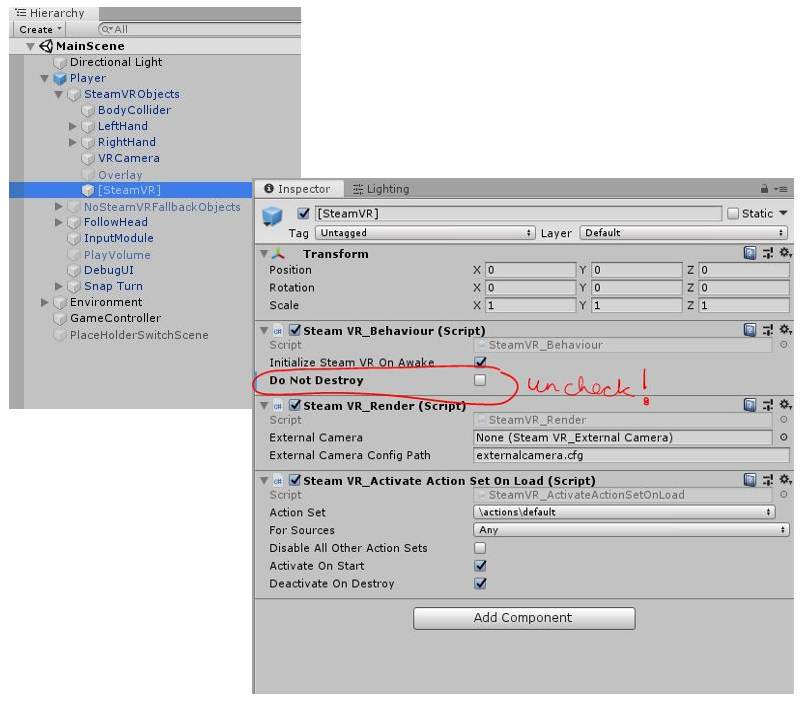 Hierarchy
Create
All
MainScene
Directional Light
Player
SteamVRObjects
BodyCollider
LeftHand
RightHand
VRCamera
Overlay
[SteamVR]
NoSteamVRFallbackObjects
FollowHead
InputModule
PlayVolume
DebugUI
Snap Turn
Environment
GameController
PlaceHolderSwitchScene
Inspector Lighting
[SteamVR] Static
Tag Untagged Layer Default
Transform
Position X 0 Y 0 Z 0
Rotation X 0 Y 0 Z 0
Scale X 1 Y 1 Z 1
Steam VR_Behaviour (Script)
Script SteamVR_Behaviour
Initialize Steam VR On Awake
Do Not Destroy uncheck!
Steam VR_Render (Script)
Script SteamVR_Render
External Camera None (Steam VR_External Camera)
External Camera Config Path externalcamera.cfg
Steam VR_Activate Action Set On Load (Script)
Script SteamVR_ActivateActionSetOnLoad
Action Set \actions\default
For Sources Any
Disable All Other Action Sets
Activate On Start
Deactivate On Destroy
Add Component